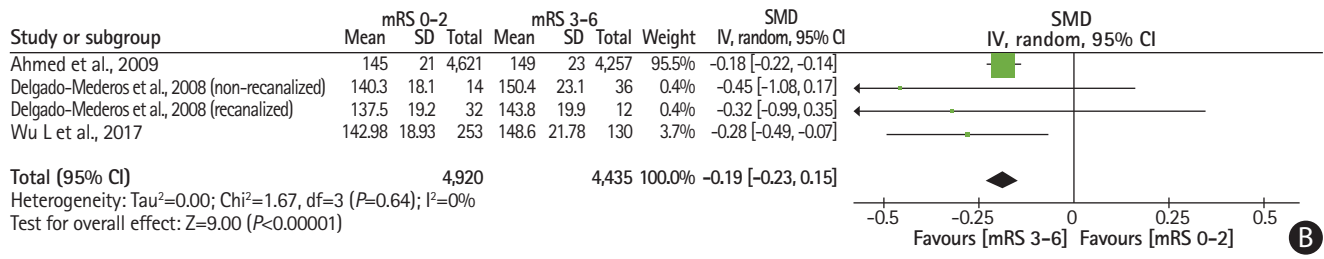 mRS 0–2 mRS 3–6 SMD SMD
Study or subgroup Mean SD Total Mean SD Total Weight IV, random, 95% CI IV, random, 95% CI
Ahmed et al., 2009 145 21 4,621 149 23 4,257 95.5% –0.18 [–0.22, –0.14]
Delgado-Mederos et al., 2008 (non-recanalized) 140.3 18.1 14 150.4 23.1 36 0.4% –0.45 [–1.08, 0.17]
Delgado-Mederos et al., 2008 (recanalized) 137.5 19.2 32 143.8 19.9 12 0.4% –0.32 [–0.99, 0.35]
Wu L et al., 2017 142.98 18.93 253 148.6 21.78 130 3.7% –0.28 [–0.49, –0.07]
Total (95% CI) 4,920 4,435 100.0% –0.19 [–0.23, 0.15]
Heterogeneity: Tau²=0.00; Chi²=1.67, df=3 (P=0.64); I²=0%
Test for overall effect: Z=9.00 (P<0.00001)
–0.5 –0.25 0 0.25 0.5
Favours [mRS 3–6] Favours [mRS 0–2]
B